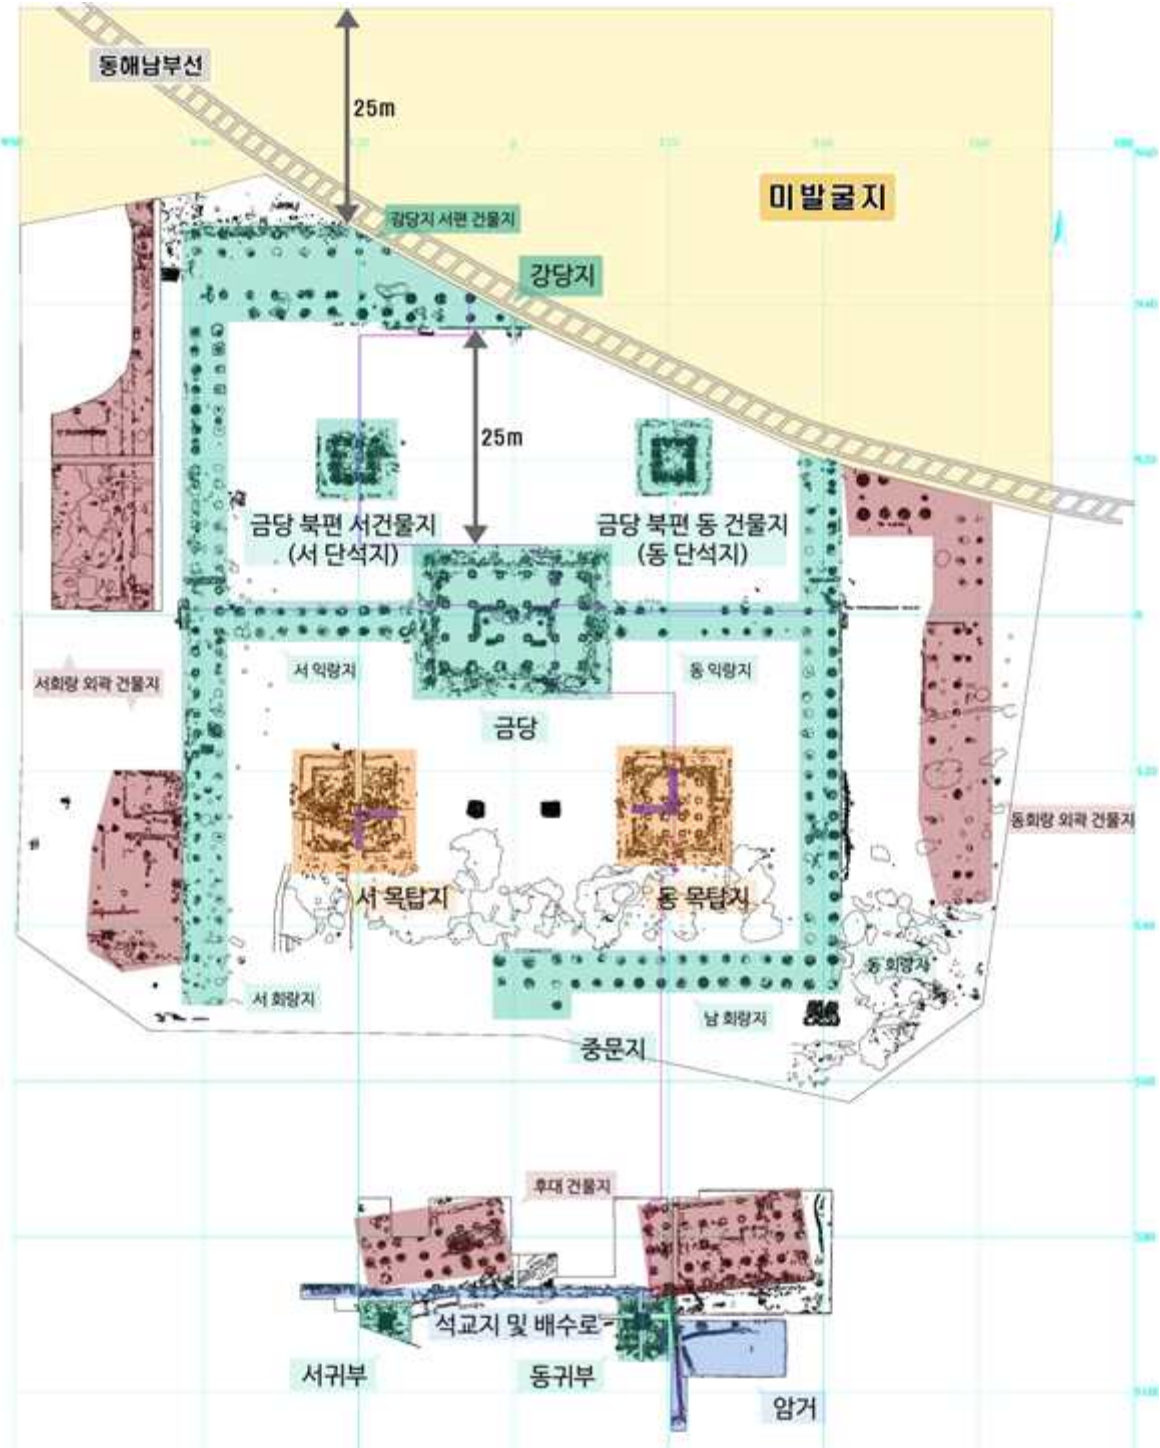 동해남부선
25m
미발굴지
강당지 서편 건물지
강당지
25m
금당 북편 서건물지
(서 단석지)
금당 북편 동 건물지
(동 단석지)
서 익랑지
동 익랑지
서회랑 외곽 건물지
금당
동회랑 외곽 건물지
서 목탑지
동 목탑지
동 회랑지
서 회랑지
남 회랑지
중문지
후대 건물지
석교지 및 배수로
서귀부
동귀부
암거